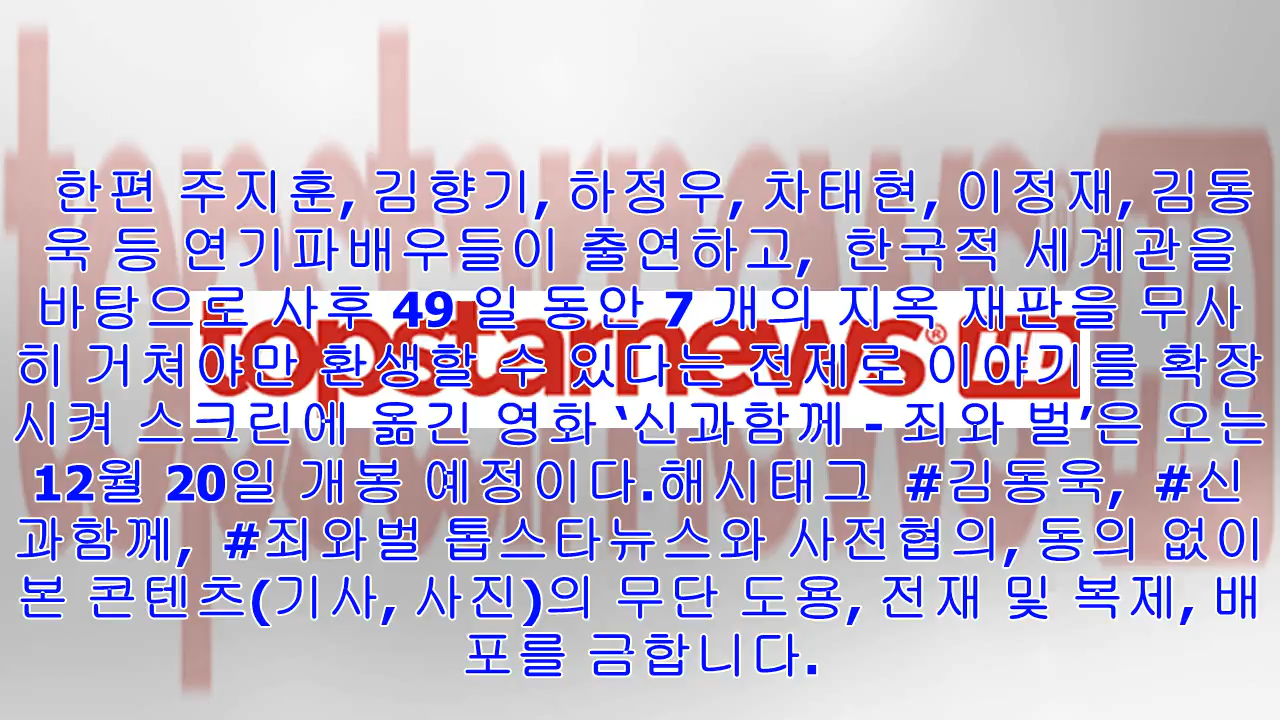 한편 주지훈, 김향기, 하정우, 차태현, 이정재, 김동
욱 등 연기파배우들이 출연하고, 한국적 세계관을
바탕으로 사후 49 일 동안 7 개의 지옥 재판을 무사
히 거쳐야만 환생할 수 있다는 전제로 이야기를 확장
시켜 스크린에 옮긴 영화 ‘신과함께 - 죄와 벌’은 오는
12월 20일 개봉 예정이다.해시태그 #김동욱, #신
과함께, #죄와벌 톱스타뉴스와 사전협의, 동의 없이
본 콘텐츠(기사, 사진)의 무단 도용, 전재 및 복제, 배
포를 금합니다.
topstarnews® HD